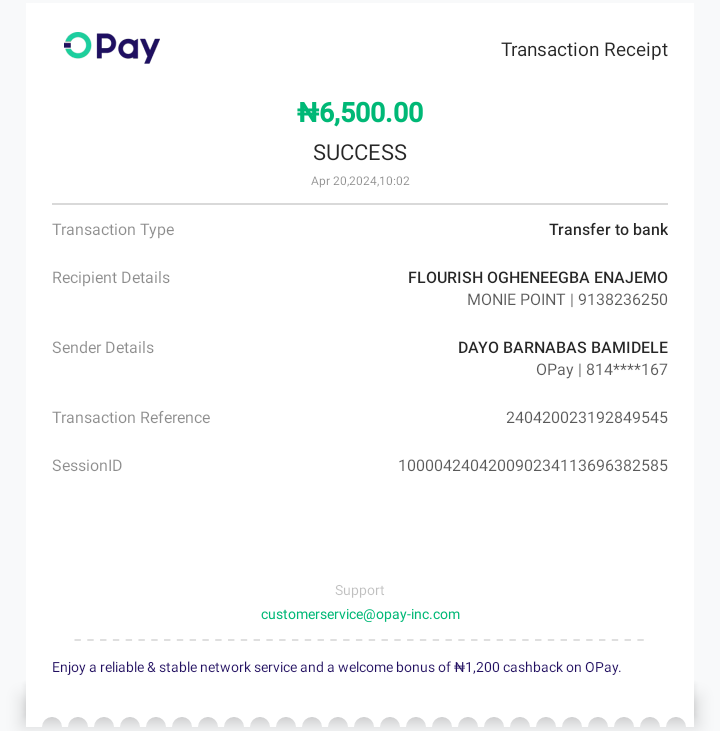 OPay
Transaction Receipt
₦6,500.00
SUCCESS
Apr 20,2024,10:02
Transaction Type Transfer to bank
Recipient Details FLOURISH OGHENEEGBA ENAJEMO
MONIE POINT | 9138236250
Sender Details DAYO BARNABAS BAMIDELE
OPay | 814****167
Transaction Reference 240420023192849545
SessionID 100004240420090234113696382585
Support
customerservice@opay-inc.com
Enjoy a reliable & stable network service and a welcome bonus of ₦1,200 cashback on OPay.